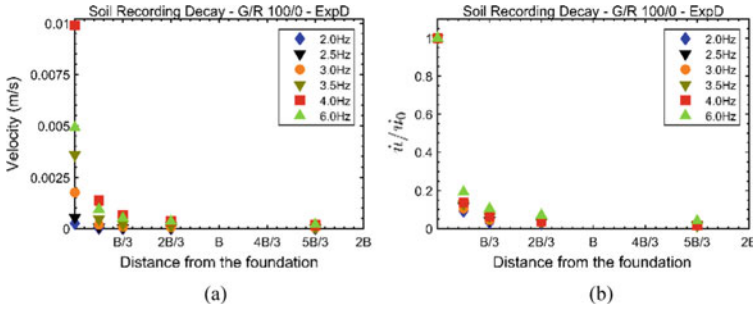 Soil Recording Decay - G/R 100/0 - ExpD
0.01
0.0075
0.005
0.0025
0
Velocity (m/s)
2.0Hz
2.5Hz
3.0Hz
3.5Hz
4.0Hz
6.0Hz
B/3 2B/3 B 4B/3 5B/3 2B
Distance from the foundation
(a)
Soil Recording Decay - G/R 100/0 - ExpD
1
0.8
0.6
0.4
0.2
0
u̇/u̇₀
2.0Hz
2.5Hz
3.0Hz
3.5Hz
4.0Hz
6.0Hz
B/3 2B/3 B 4B/3 5B/3 2B
Distance from the foundation
(b)